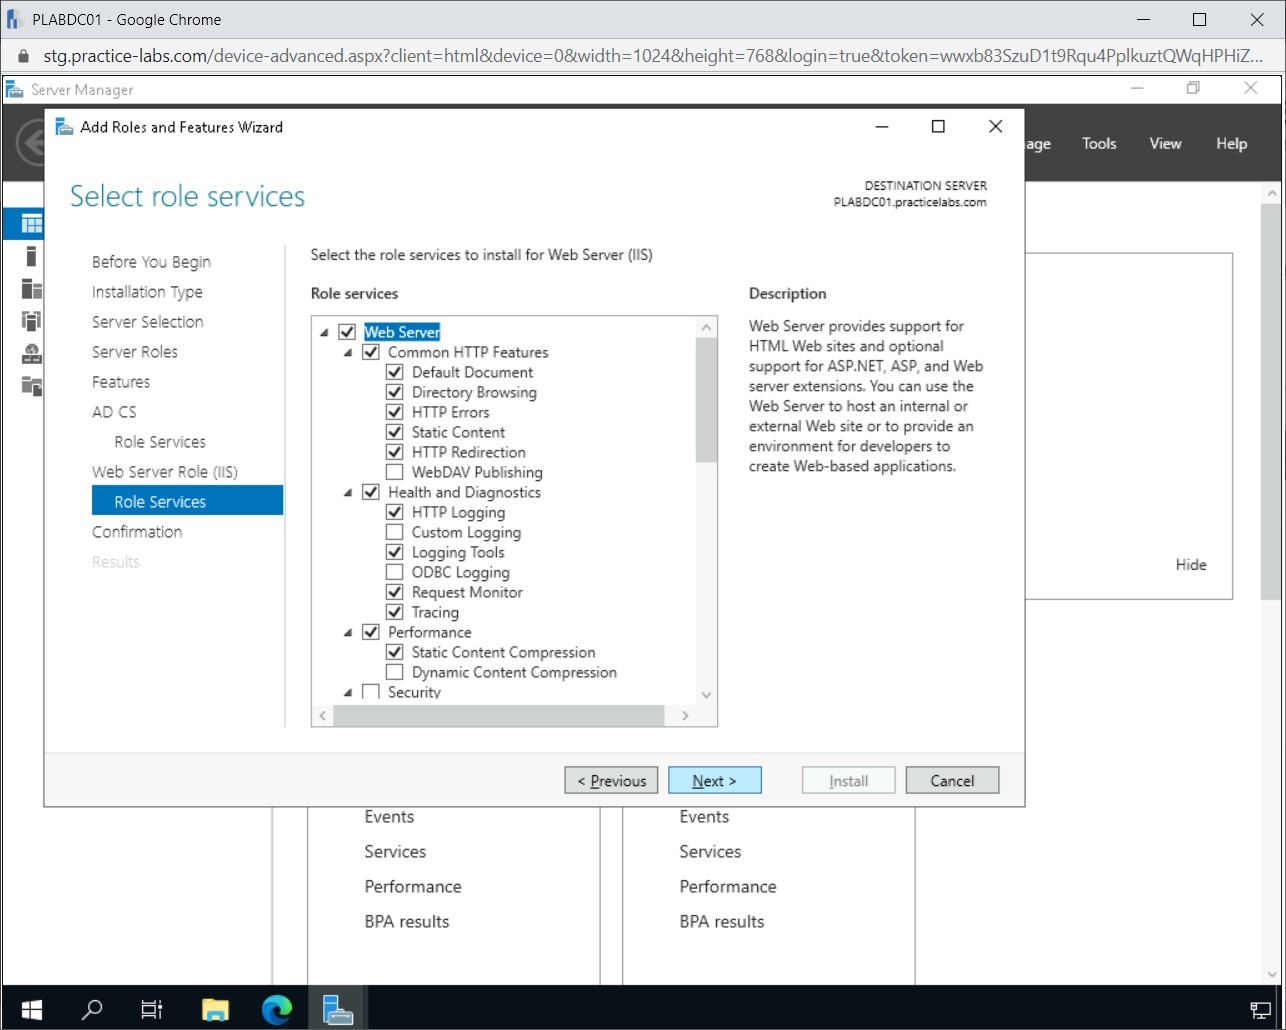 PLABDC01 - Google Chrome
stg.practice-labs.com/device-advanced.aspx?client=html&device=0&width=1024&height=768&login=true&token=wwxb83SzuD1t9Rqu4PplkuztQWqHPHiZ...
Server Manager
Add Roles and Features Wizard
age Tools View Help
Select role services
DESTINATION SERVER
PLABDC01.practicelabs.com
Before You Begin
Installation Type
Server Selection
Server Roles
Features
AD CS
Role Services
Web Server Role (IIS)
Role Services
Confirmation
Results
Select the role services to install for Web Server (IIS)
Role services
Web Server
Common HTTP Features
Default Document
Directory Browsing
HTTP Errors
Static Content
HTTP Redirection
WebDAV Publishing
Health and Diagnostics
HTTP Logging
Custom Logging
Logging Tools
ODBC Logging
Request Monitor
Tracing
Performance
Static Content Compression
Dynamic Content Compression
Security
Description
Web Server provides support for
HTML Web sites and optional
support for ASP.NET, ASP, and Web
server extensions. You can use the
Web Server to host an internal or
external Web site or to provide an
environment for developers to
create Web-based applications.
Hide
< Previous
Next >
Install
Cancel
Events
Services
Performance
BPA results
Events
Services
Performance
BPA results